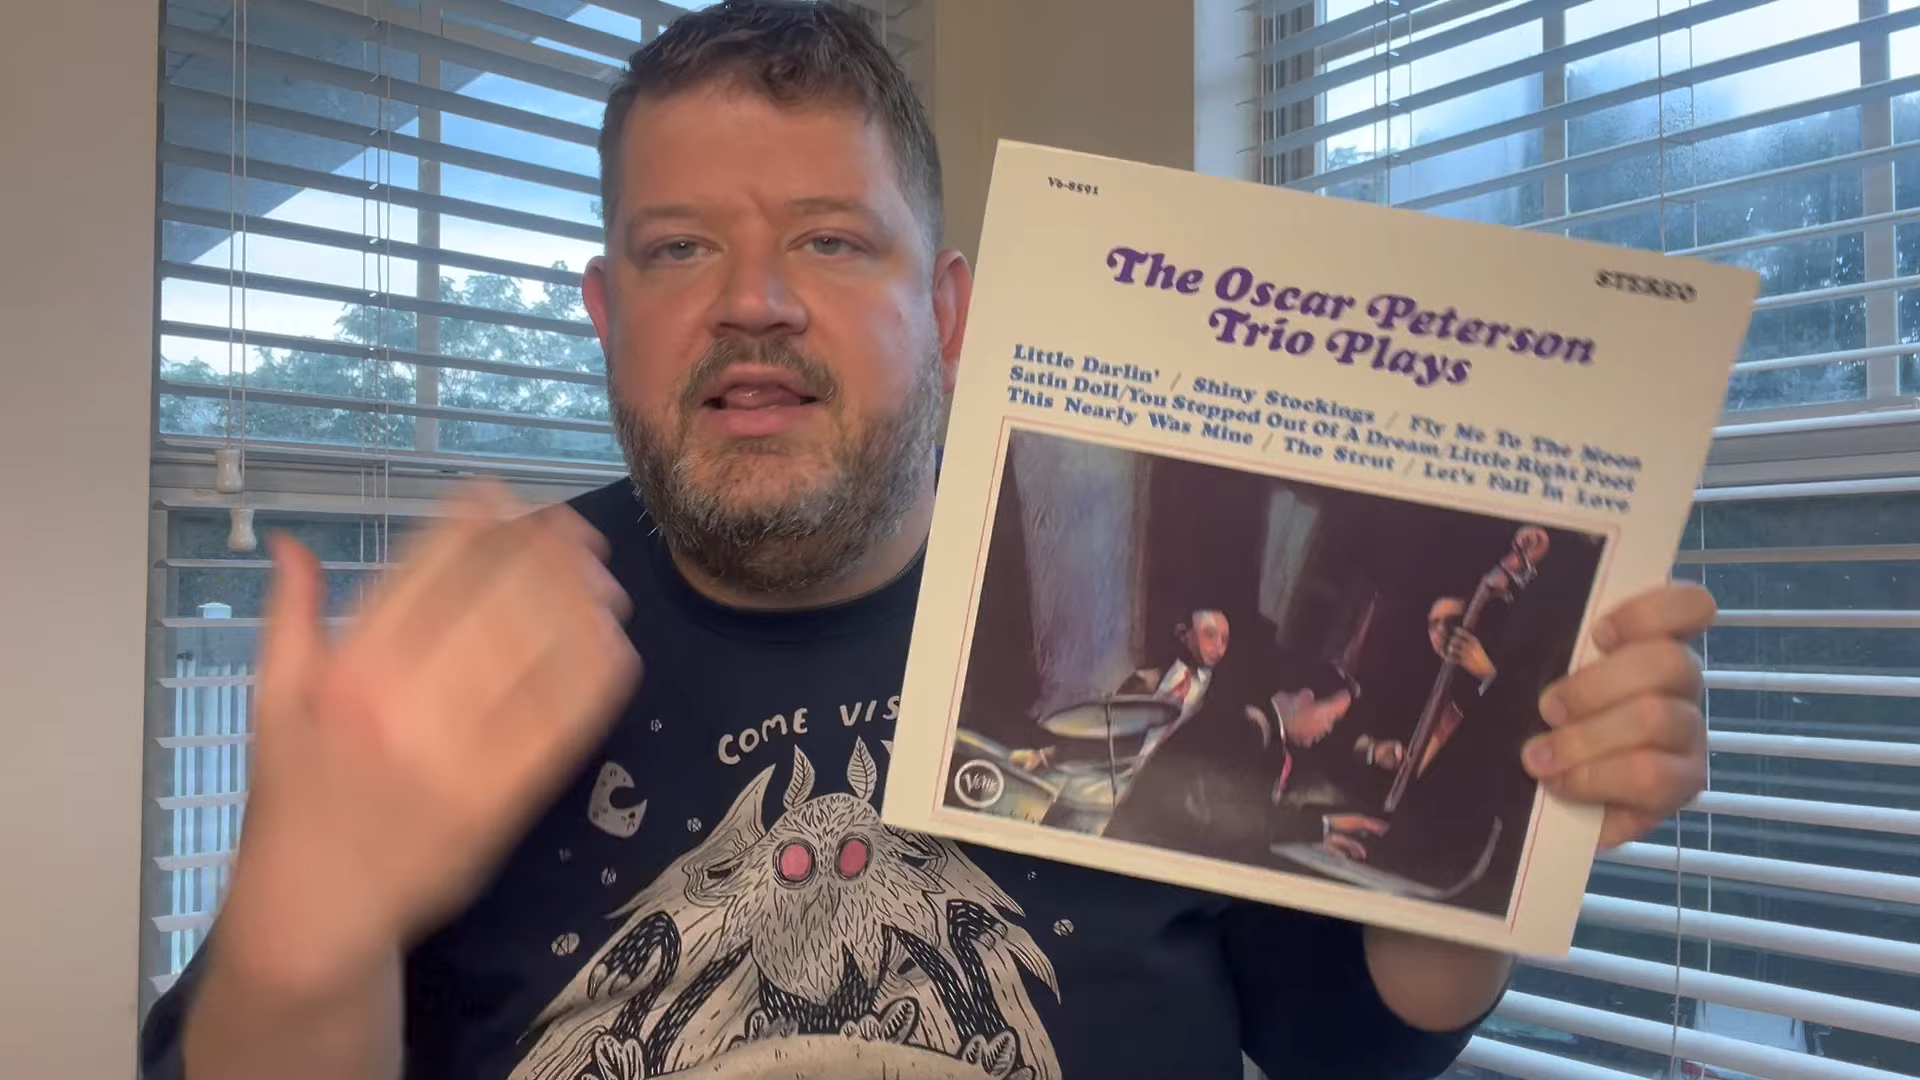 V6-8591
STEREO
The Oscar Peterson
Trio Plays
Little Darlin' / Shiny Stockings / Fly Me To The Moon
Satin Doll/You Stepped Out Of A Dream/Little Right Foot
This Nearly Was Mine / The Strut / Let's Fall In Love
Verve
COME VIS